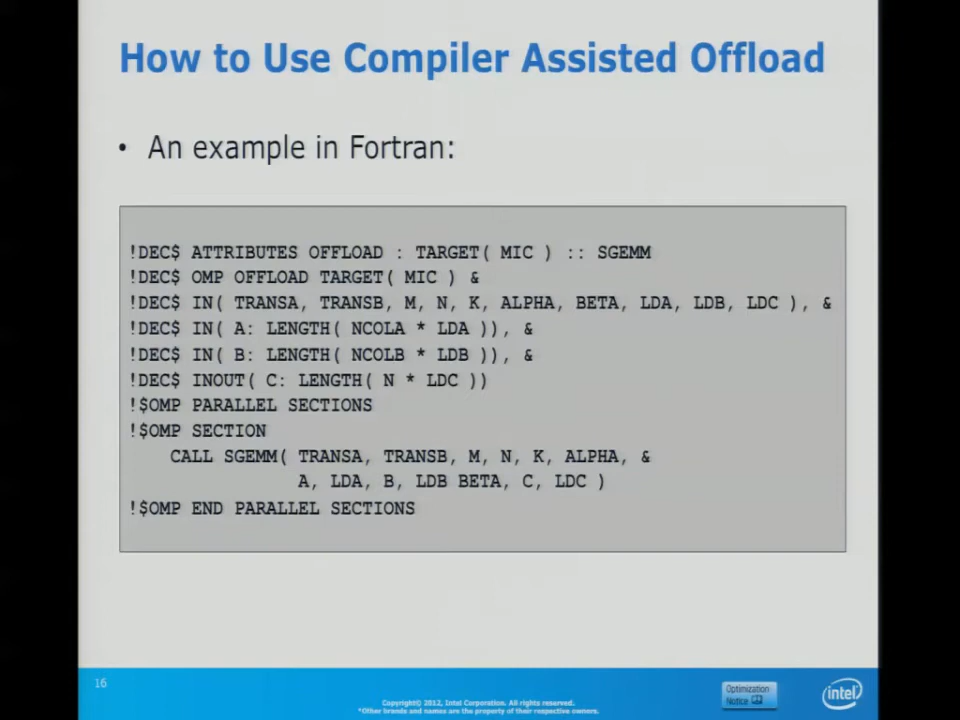 How to Use Compiler Assisted Offload
• An example in Fortran:
!DEC$ ATTRIBUTES OFFLOAD : TARGET( MIC ) :: SGEMM
!DEC$ OMP OFFLOAD TARGET( MIC ) &
!DEC$ IN( TRANSA, TRANSB, M, N, K, ALPHA, BETA, LDA, LDB, LDC ), &
!DEC$ IN( A: LENGTH( NCOLA * LDA )), &
!DEC$ IN( B: LENGTH( NCOLB * LDB )), &
!DEC$ INOUT( C: LENGTH( N * LDC ))
!$OMP PARALLEL SECTIONS
!$OMP SECTION
CALL SGEMM( TRANSA, TRANSB, M, N, K, ALPHA, &
A, LDA, B, LDB BETA, C, LDC )
!$OMP END PARALLEL SECTIONS
16
Copyright© 2012, Intel Corporation. All rights reserved.
*Other brands and names are the property of their respective owners.
Optimization
Notice
intel